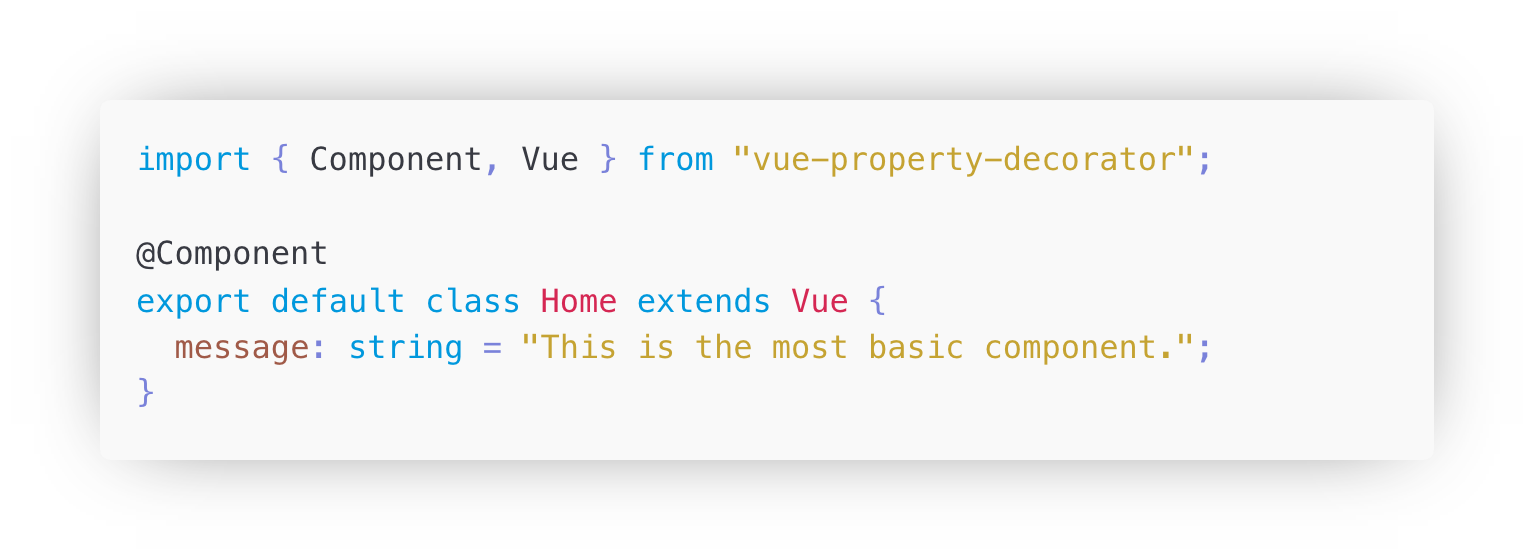 import { Component, Vue } from "vue-property-decorator";
@Component
export default class Home extends Vue {
  message: string = "This is the most basic component.";
}